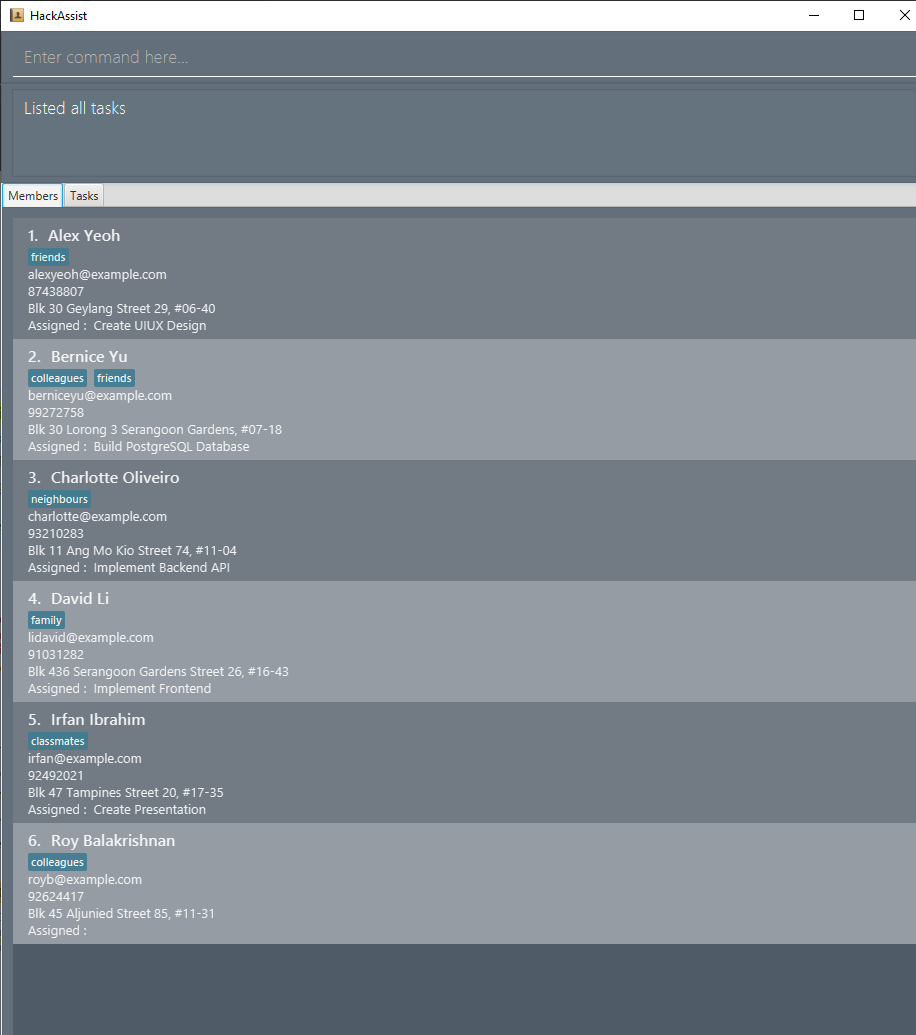 HackAssist
Enter command here...
Listed all tasks
Members Tasks
1. Alex Yeoh
friends
alexyeoh@example.com
87438807
Blk 30 Geylang Street 29, #06-40
Assigned : Create UIUX Design
2. Bernice Yu
colleagues friends
berniceyu@example.com
99272758
Blk 30 Lorong 3 Serangoon Gardens, #07-18
Assigned : Build PostgreSQL Database
3. Charlotte Oliveiro
neighbours
charlotte@example.com
93210283
Blk 11 Ang Mo Kio Street 74, #11-04
Assigned : Implement Backend API
4. David Li
family
lidavid@example.com
91031282
Blk 436 Serangoon Gardens Street 26, #16-43
Assigned : Implement Frontend
5. Irfan Ibrahim
classmates
irfan@example.com
92492021
Blk 47 Tampines Street 20, #17-35
Assigned : Create Presentation
6. Roy Balakrishnan
colleagues
royb@example.com
92624417
Blk 45 Aljunied Street 85, #11-31
Assigned :